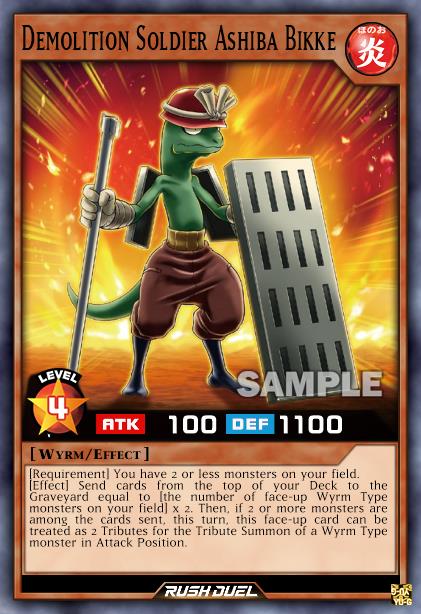 DEMOLITION SOLDIER ASHIBA BIKKE
ほのお
炎
SAMPLE
LEVEL
4
ATK 100 DEF 1100
[WYRM/EFFECT]
[Requirement] You have 2 or less monsters on your field.
[Effect] Send cards from the top of your Deck to the
Graveyard equal to [the number of face-up Wyrm Type
monsters on your field] x 2. Then, if 2 or more monsters are
among the cards sent, this turn, this face-up card can be
treated as 2 Tributes for the Tribute Summon of a Wyrm Type
monster in Attack Position.
RUSH DUEL